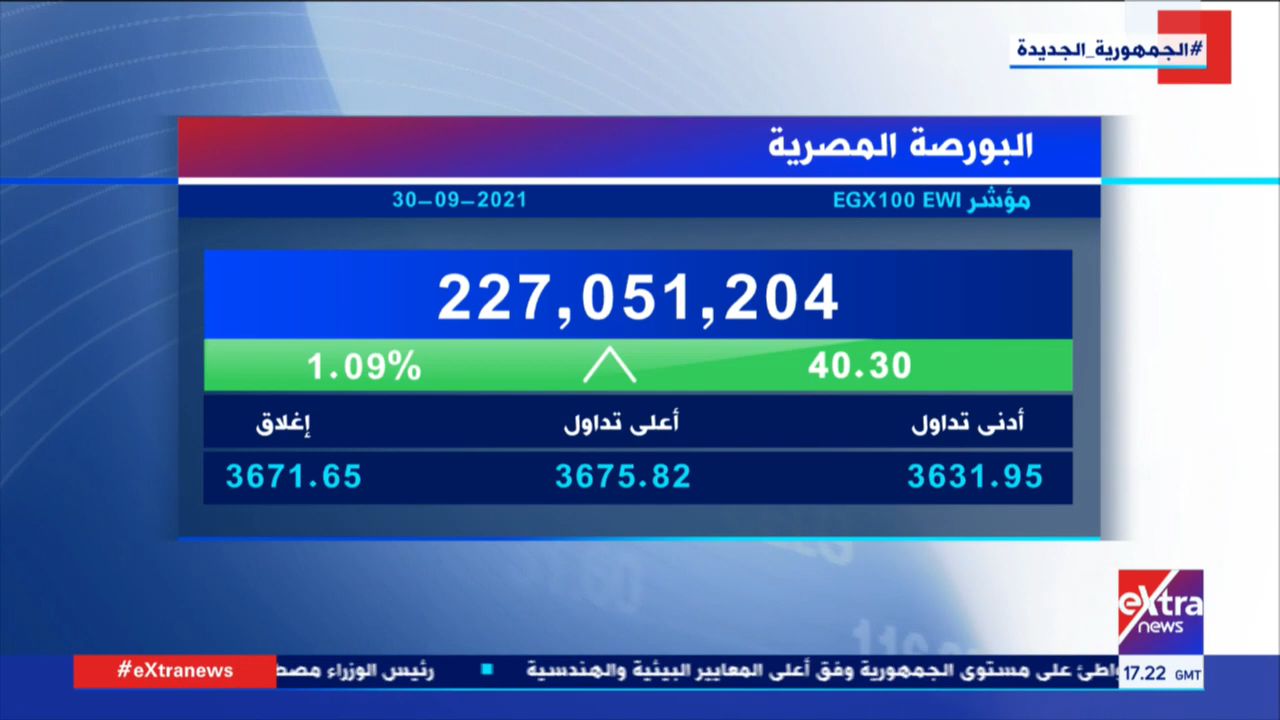 #الجمهورية_الجديدة
البورصة المصرية
مؤشر EGX100 EWI 30-09-2021
227,051,204
40.30 1.09%
أدنى تداول أعلى تداول إغلاق
3631.95 3675.82 3671.65
eXtra
news
على مستوى الجمهورية وفق أعلى المعايير البيئية والهندسية ■ رئيس الوزراء
#eXtranews
17.22 GMT